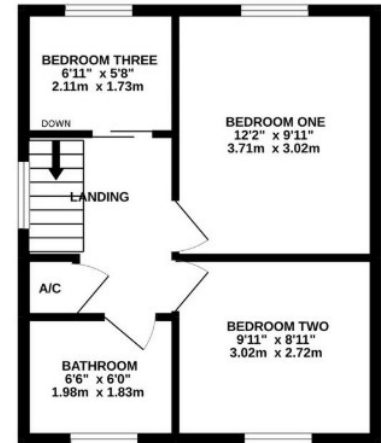 BEDROOM THREE
6'11" x 5'8"
2.11m x 1.73m
DOWN
BEDROOM ONE
12'2" x 9'11"
3.71m x 3.02m
LANDING
A/C
BEDROOM TWO
9'11" x 8'11"
3.02m x 2.72m
BATHROOM
6'6" x 6'0"
1.98m x 1.83m